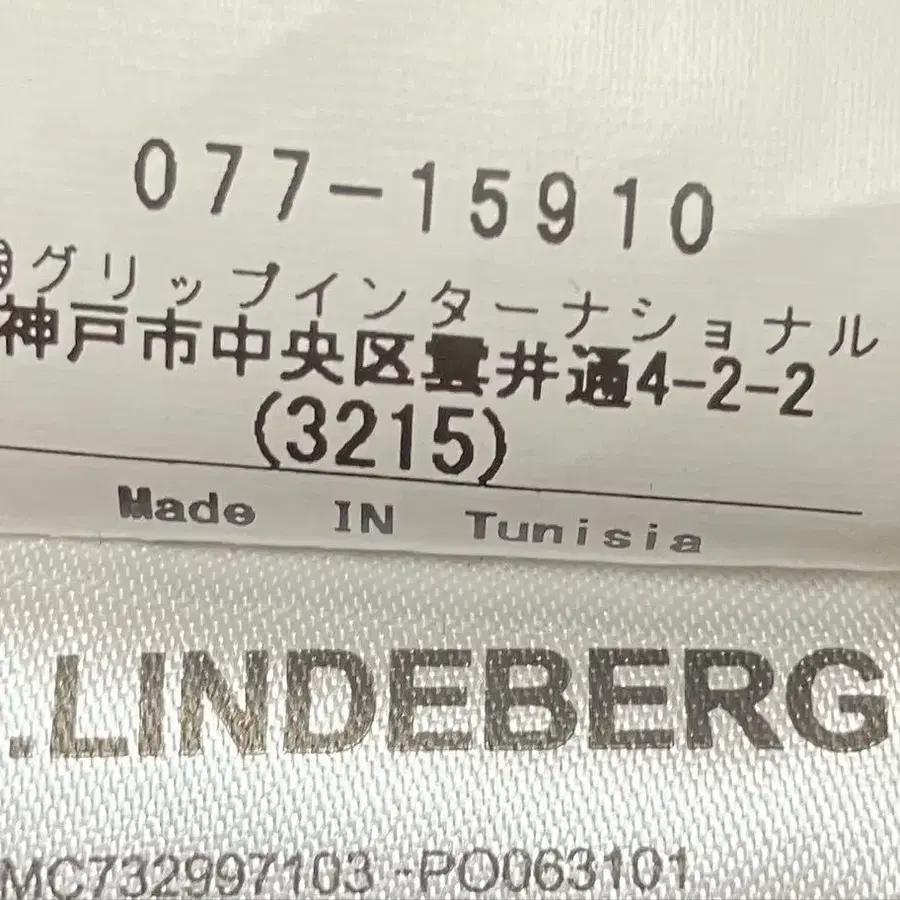 077-15910
グリップインターナショナル
神戸市中央区雲井通4-2-2
(3215)
Made IN Tunisia
.LINDEBERG
MC732997103 -PO063101